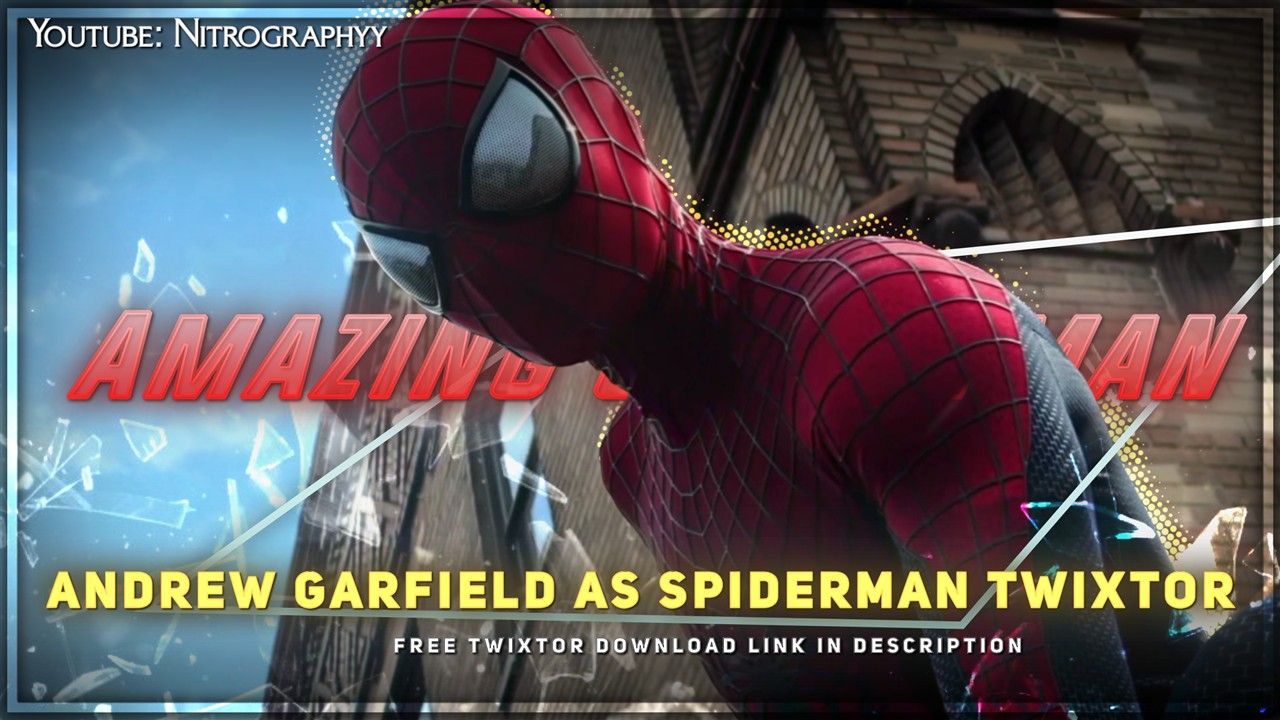 Youtube: Nitrographyy
AMAZING MAN
ANDREW GARFIELD AS SPIDERMAN TWIXTOR
FREE TWIXTOR DOWNLOAD LINK IN DESCRIPTION